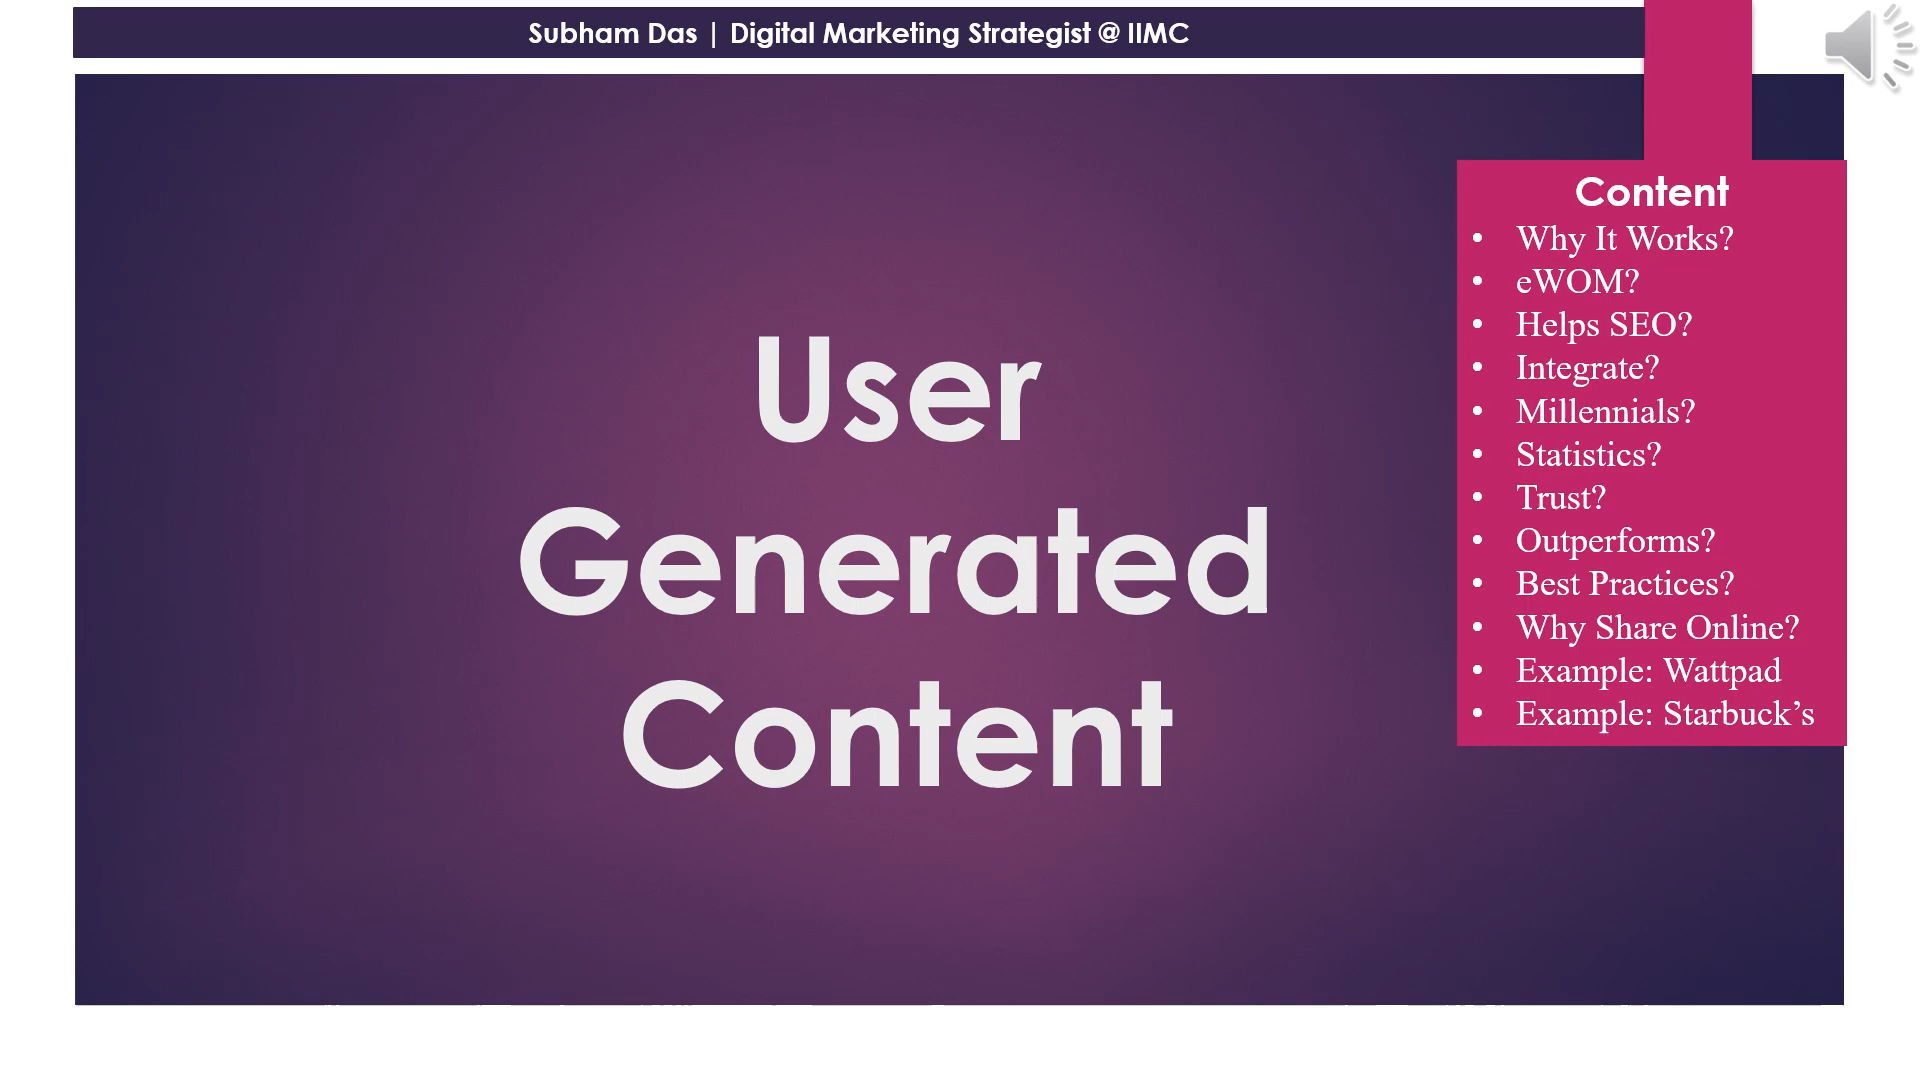 Subham Das | Digital Marketing Strategist @ IIMC
User
Generated
Content
Content
• Why It Works?
• eWOM?
• Helps SEO?
• Integrate?
• Millennials?
• Statistics?
• Trust?
• Outperforms?
• Best Practices?
• Why Share Online?
• Example: Wattpad
• Example: Starbuck’s